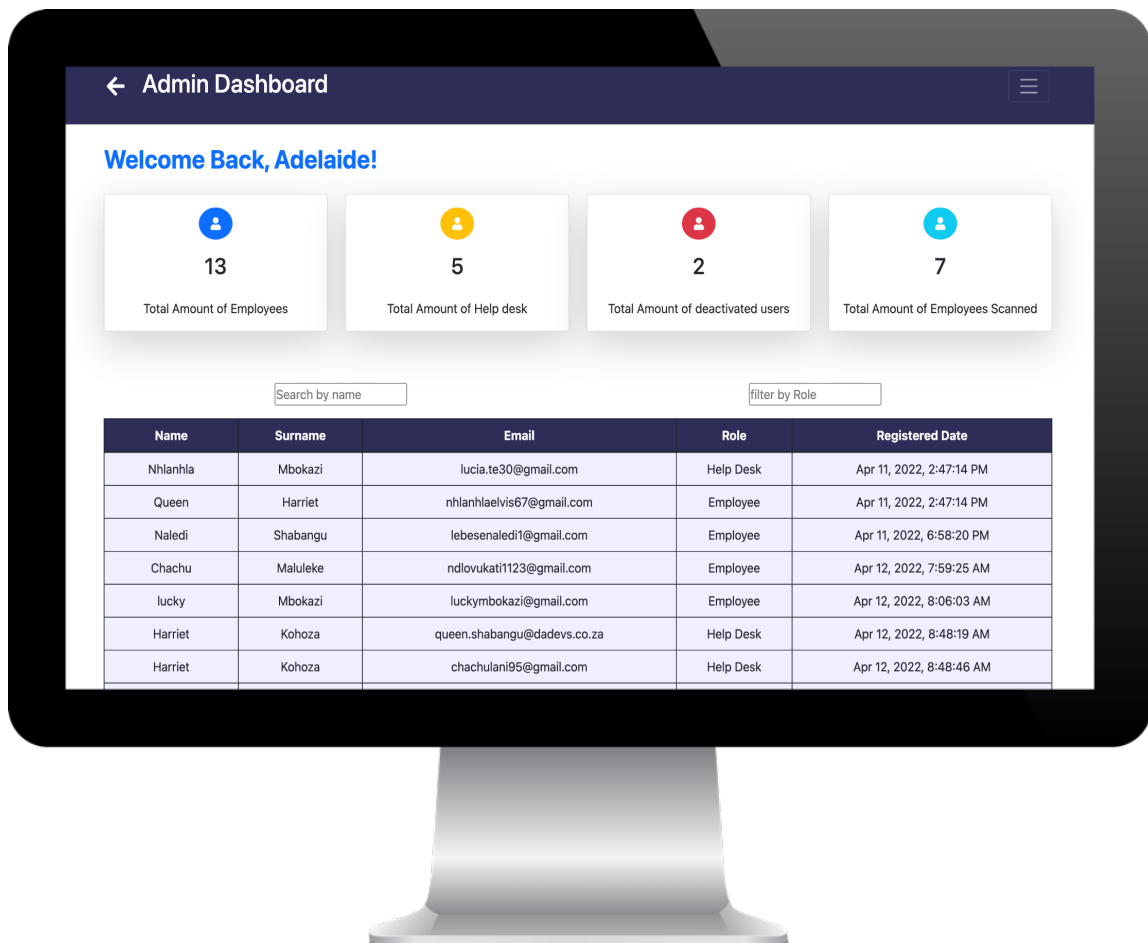 Admin Dashboard
Welcome Back, Adelaide!
13 5 2 7
Total Amount of Employees Total Amount of Help desk Total Amount of deactivated users Total Amount of Employees Scanned
Search by name filter by Role
Name Surname Email Role Registered Date
Nhlanhla Mbokazi lucia.te30@gmail.com Help Desk Apr 11, 2022, 2:47:14 PM
Queen Harriet nhlanhlaelvis67@gmail.com Employee Apr 11, 2022, 2:47:14 PM
Naledi Shabangu lebesenaledi1@gmail.com Employee Apr 11, 2022, 6:58:20 PM
Chachu Maluleke ndlovukati1123@gmail.com Employee Apr 12, 2022, 7:59:25 AM
lucky Mbokazi luckymbokazi@gmail.com Employee Apr 12, 2022, 8:06:03 AM
Harriet Kohoza queen.shabangu@dadevs.co.za Help Desk Apr 12, 2022, 8:48:19 AM
Harriet Kohoza chachulani95@gmail.com Help Desk Apr 12, 2022, 8:48:46 AM